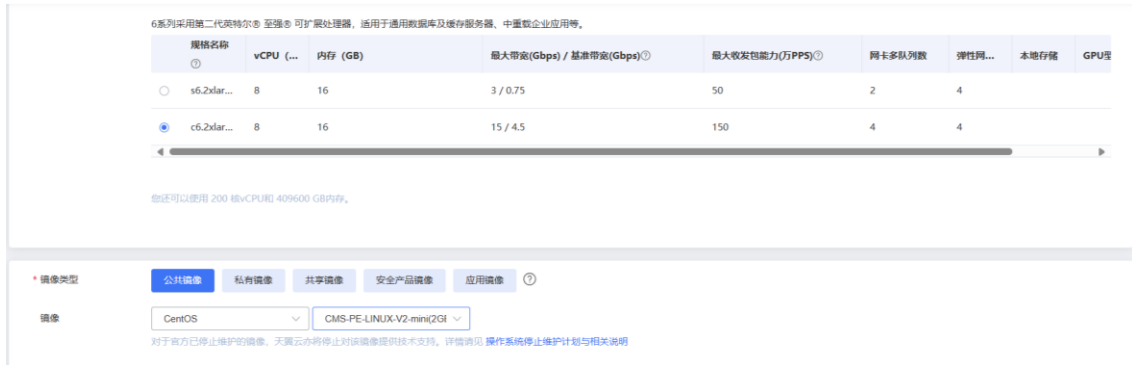 6系列采用第二代英特尔® 至强® 可扩展处理器，适用于通用数据库及缓存服务器、中重载企业应用等。
规格名称 vCPU (... 内存 (GB) 最大带宽(Gbps) / 基准带宽(Gbps) 最大收发包能力(万PPS) 网卡多队列数 弹性网... 本地存储 GPU型
s6.2xlar... 8 16 3 / 0.75 50 2 4
c6.2xlar... 8 16 15 / 4.5 150 4 4
您还可以使用 200 核vCPU和 409600 GB内存。
* 镜像类型 公共镜像 私有镜像 共享镜像 安全产品镜像 应用镜像
镜像 CentOS CMS-PE-LINUX-V2-mini(2GE
对于官方已停止维护的镜像，天翼云亦将停止对该镜像提供技术支持。详情请见 操作系统停止维护计划与相关说明